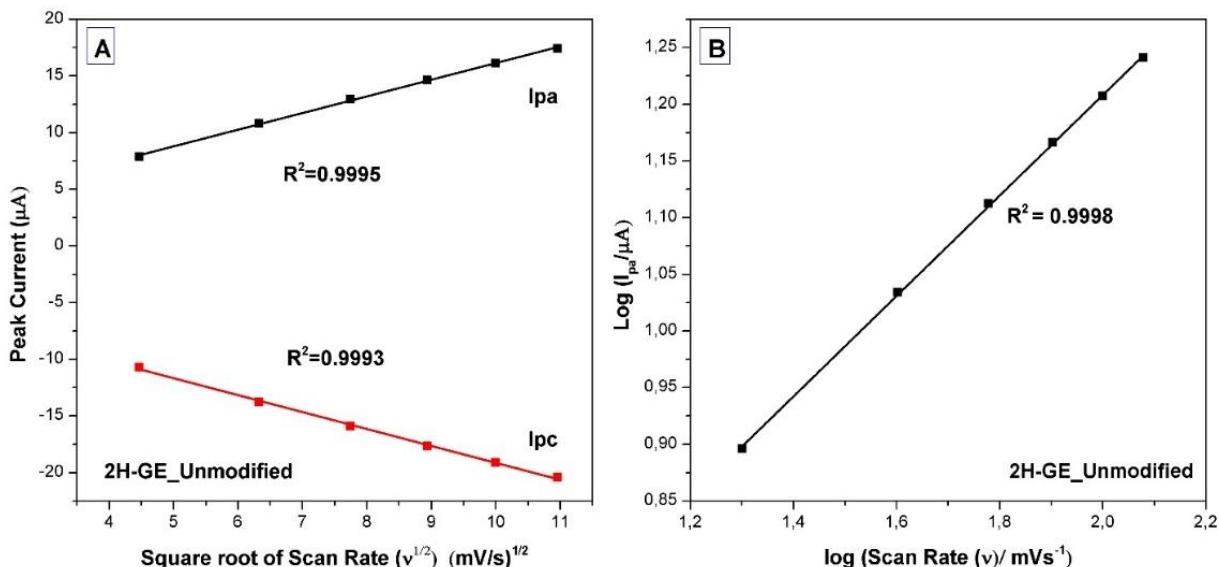 A
20
15
10
5
0
-5
-10
-15
-20
Peak Current (µA)
Ipa
R²=0.9995
R²=0.9993
Ipc
2H-GE_Unmodified
4 5 6 7 8 9 10 11
Square root of Scan Rate (ν^1/2) (mV/s)^1/2
B
1,25
1,20
1,15
1,10
1,05
1,00
0,95
0,90
0,85
Log (I_pa/µA)
R² = 0.9998
2H-GE_Unmodified
1,2 1,4 1,6 1,8 2,0 2,2
log (Scan Rate (ν)/ mVs⁻¹)